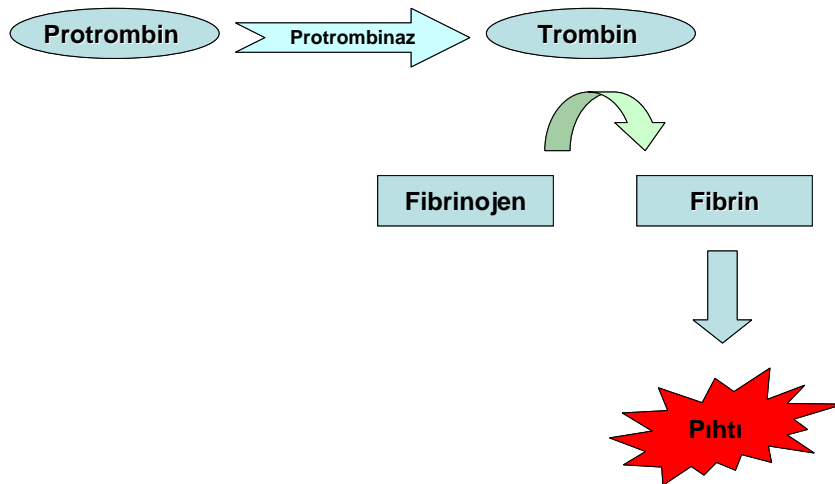 Protrombin
Protrombinaz
Trombin
Fibrinojen
Fibrin
Pıhtı